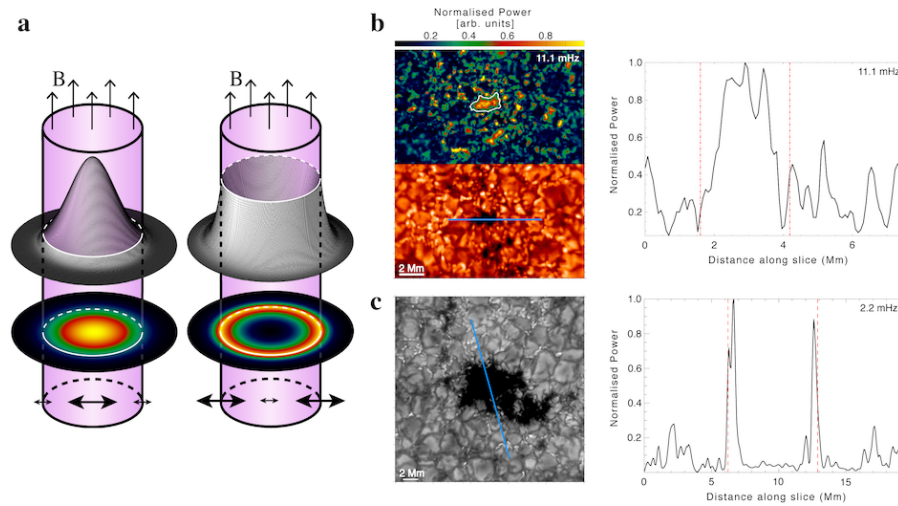 a
B
B
b
Normalised Power
[arb. units]
0.2 0.4 0.6 0.8
11.1 mHz
2 Mm
11.1 mHz
1.0
0.8
0.6
0.4
0.2
Normalised Power
0 2 4 6
Distance along slice (Mm)
c
2 Mm
2.2 mHz
1.0
0.8
0.6
0.4
0.2
Normalised Power
0 5 10 15
Distance along slice (Mm)